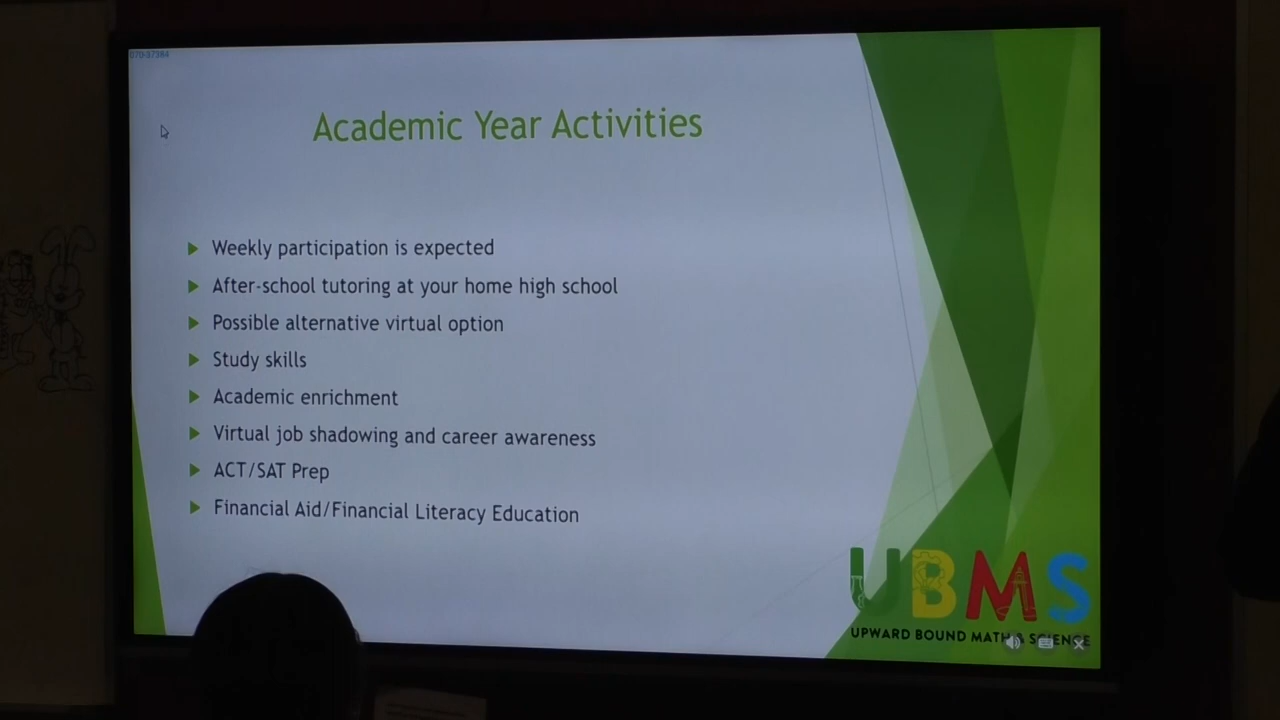 070-37384
Academic Year Activities
Weekly participation is expected
After-school tutoring at your home high school
Possible alternative virtual option
Study skills
Academic enrichment
Virtual job shadowing and career awareness
ACT/SAT Prep
Financial Aid/Financial Literacy Education
UBMS
UPWARD BOUND MATH & SCIENCE